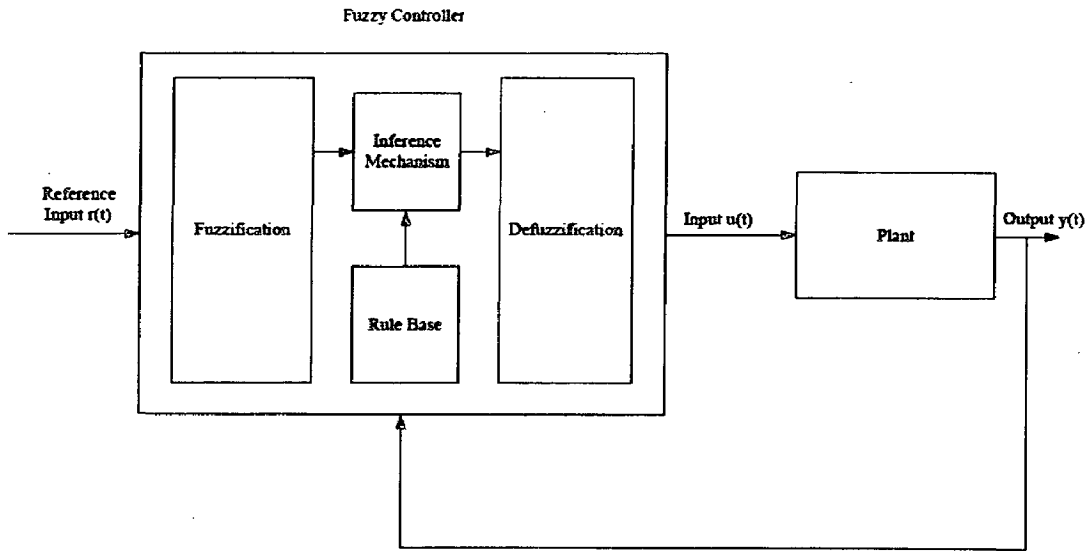 Fuzzy Controller
Inference
Mechanism
Reference
Input r(t)
Fuzzification
Defuzzification
Input u(t)
Plant
Output y(t)
Rule Base